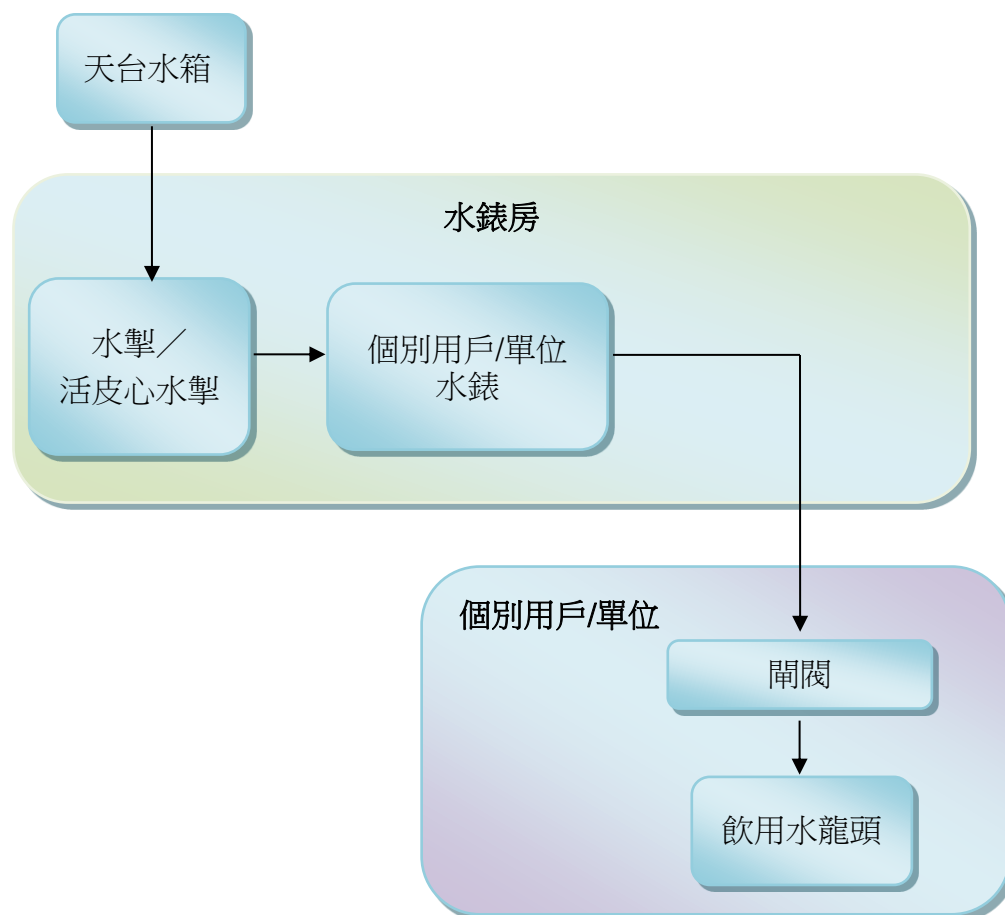 天台水箱
水錶房
水掣／
活皮心水掣
個別用戶/單位
水錶
個別用戶/單位
閘閥
飲用水龍頭